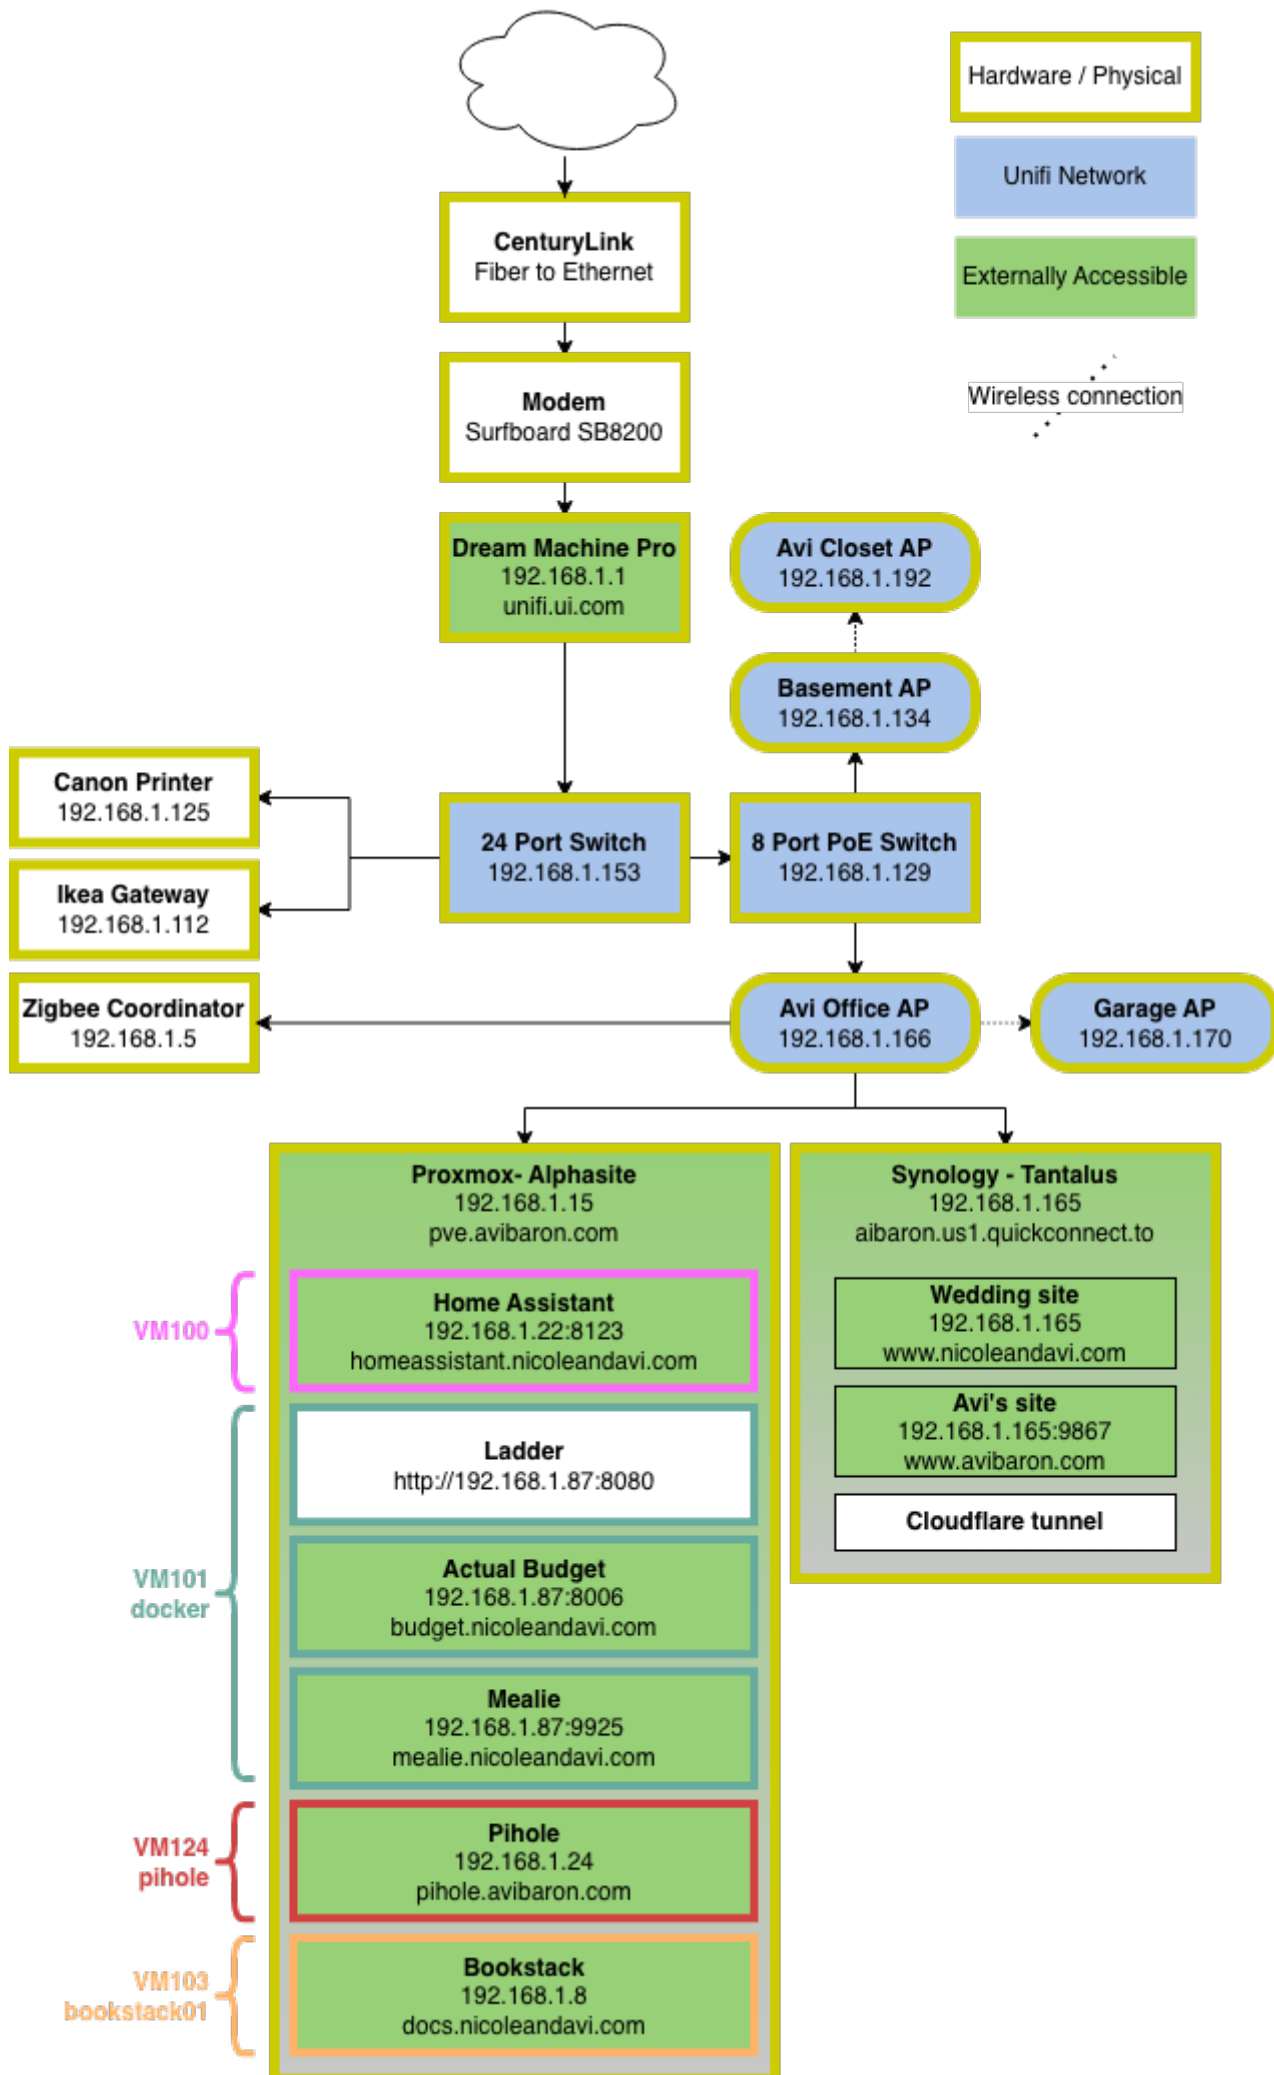 Hardware / Physical
Unifi Network
Externally Accessible
Wireless connection
CenturyLink
Fiber to Ethernet
Modem
Surfboard SB8200
Dream Machine Pro
192.168.1.1
unifi.ui.com
Avi Closet AP
192.168.1.192
Basement AP
192.168.1.134
Canon Printer
192.168.1.125
24 Port Switch
192.168.1.153
8 Port PoE Switch
192.168.1.129
Ikea Gateway
192.168.1.112
Zigbee Coordinator
192.168.1.5
Avi Office AP
192.168.1.166
Garage AP
192.168.1.170
Proxmox- Alphasite
192.168.1.15
pve.avibaron.com
VM100
Home Assistant
192.168.1.22:8123
homeassistant.nicoleandavi.com
VM101
docker
Ladder
http://192.168.1.87:8080
Actual Budget
192.168.1.87:8006
budget.nicoleandavi.com
Mealie
192.168.1.87:9925
mealie.nicoleandavi.com
VM124
pihole
Pihole
192.168.1.24
pihole.avibaron.com
VM103
bookstack01
Bookstack
192.168.1.8
docs.nicoleandavi.com
Synology - Tantalus
192.168.1.165
aibaron.us1.quickconnect.to
Wedding site
192.168.1.165
www.nicoleandavi.com
Avi's site
192.168.1.165:9867
www.avibaron.com
Cloudflare tunnel